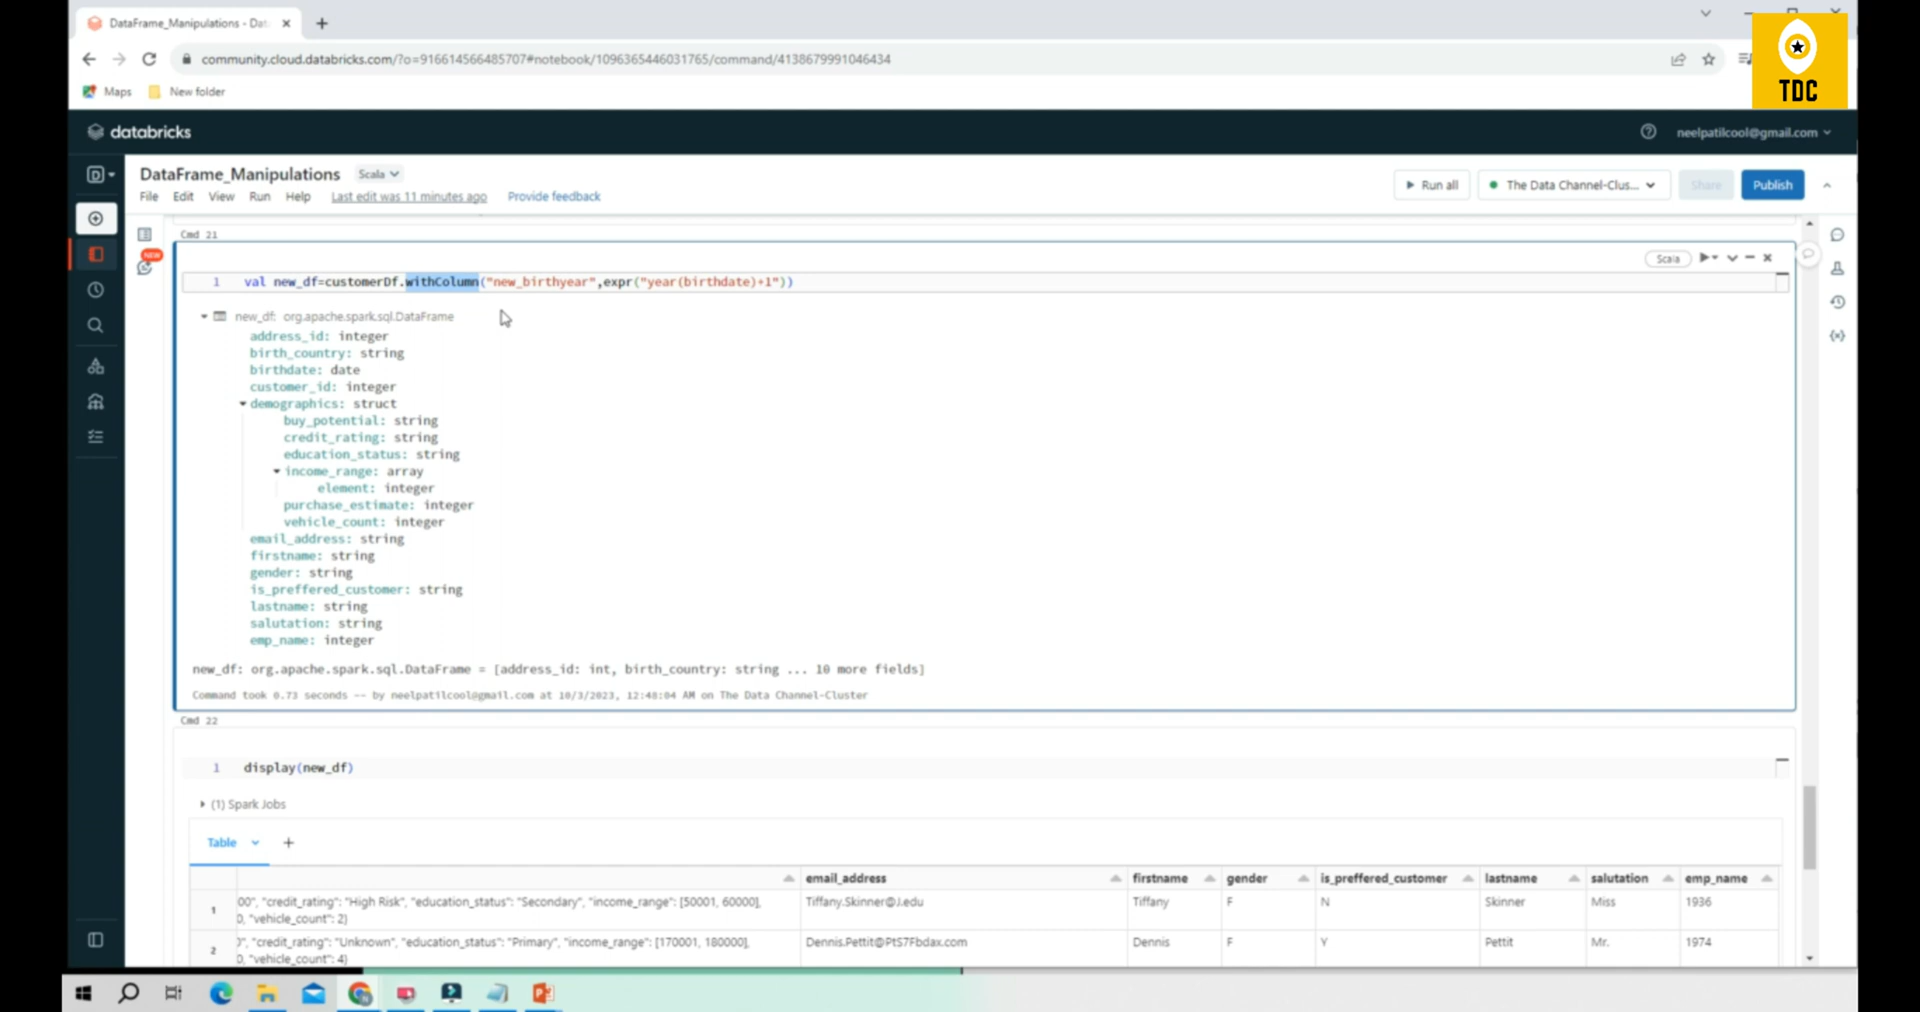 DataFrame_Manipulations - Dat
TDC
community.cloud.databricks.com/?o=916614566485707#notebook/1096365446031765/command/4138679991046434
Maps
New folder
databricks
neelpatilcool@gmail.com
D
DataFrame_Manipulations
Scala
File Edit View Run Help
Last edit was 11 minutes ago
Provide feedback
Run all
The Data Channel-Clus...
Share
Publish
NEW
Cmd 21
Scala
1 val new_df=customerDf.withColumn("new_birthyear",expr("year(birthdate)+1"))
new_df: org.apache.spark.sql.DataFrame
address_id: integer
birth_country: string
birthdate: date
customer_id: integer
demographics: struct
buy_potential: string
credit_rating: string
education_status: string
income_range: array
element: integer
purchase_estimate: integer
vehicle_count: integer
email_address: string
firstname: string
gender: string
is_preffered_customer: string
lastname: string
salutation: string
emp_name: integer
new_df: org.apache.spark.sql.DataFrame = [address_id: int, birth_country: string ... 10 more fields]
Command took 0.73 seconds -- by neelpatilcool@gmail.com at 10/3/2023, 12:48:04 AM on The Data Channel-Cluster
Cmd 22
1 display(new_df)
(1) Spark Jobs
Table +
email_address firstname gender is_preffered_customer lastname salutation emp_name
1 00", "credit_rating": "High Risk", "education_status": "Secondary", "income_range": [50001, 60000], Tiffany.Skinner@J.edu Tiffany F N Skinner Miss 1936
0, "vehicle_count": 2}
2 )", "credit_rating": "Unknown", "education_status": "Primary", "income_range": [170001, 180000], Dennis.Pettit@PtS7Fbdax.com Dennis F Y Pettit Mr. 1974
0, "vehicle_count": 4}